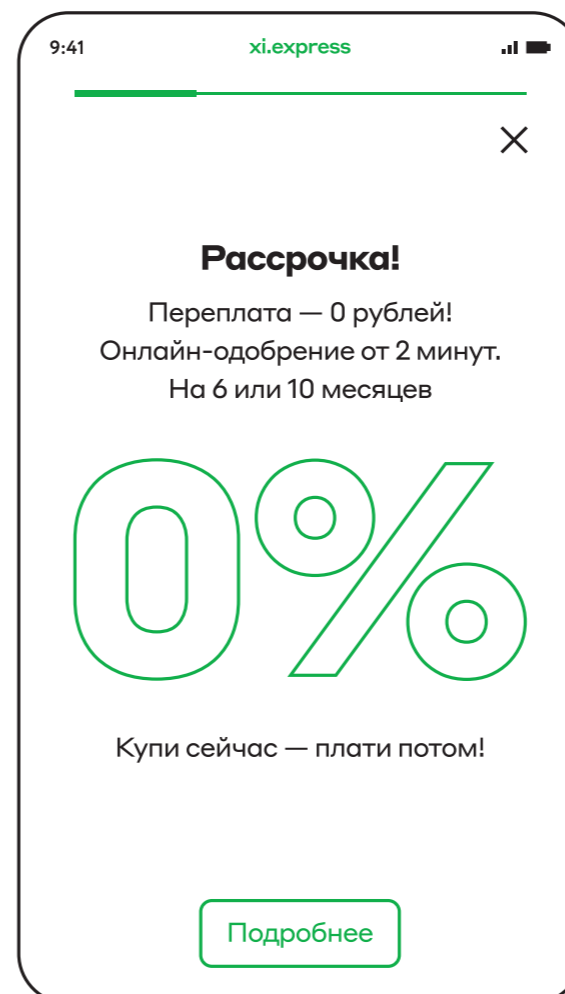 9:41
xi.express
Рассрочка!
Переплата — 0 рублей!
Онлайн-одобрение от 2 минут.
На 6 или 10 месяцев
0%
Купи сейчас — плати потом!
Подробнее